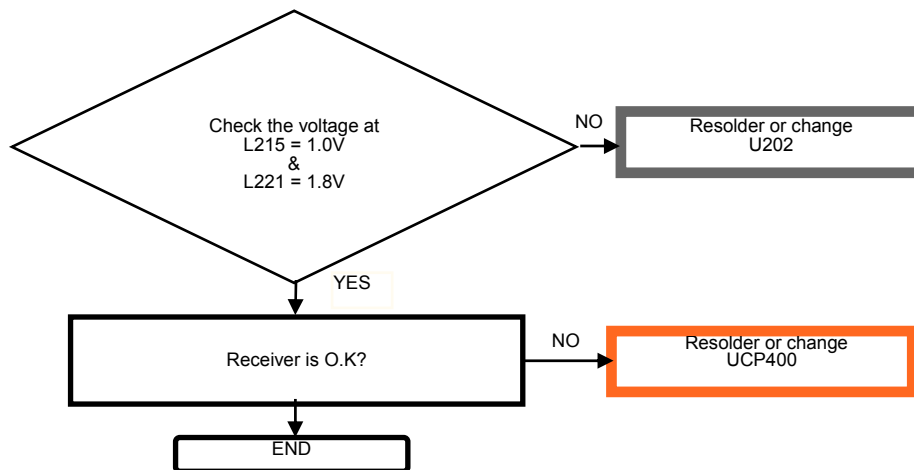 Check the voltage at
L215 = 1.0V
&
L221 = 1.8V
NO
Resolder or change
U202
YES
Receiver is O.K?
NO
Resolder or change
UCP400
END